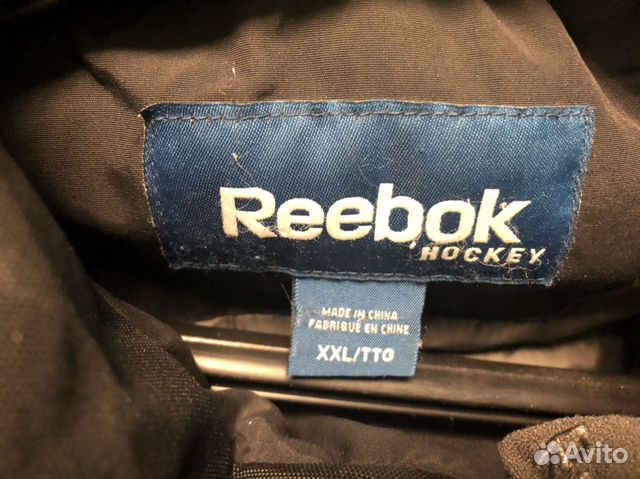 Reebok
HOCKEY
MADE IN CHINA
FABRIQUÉ EN CHINE
XXL/TTG
Avito